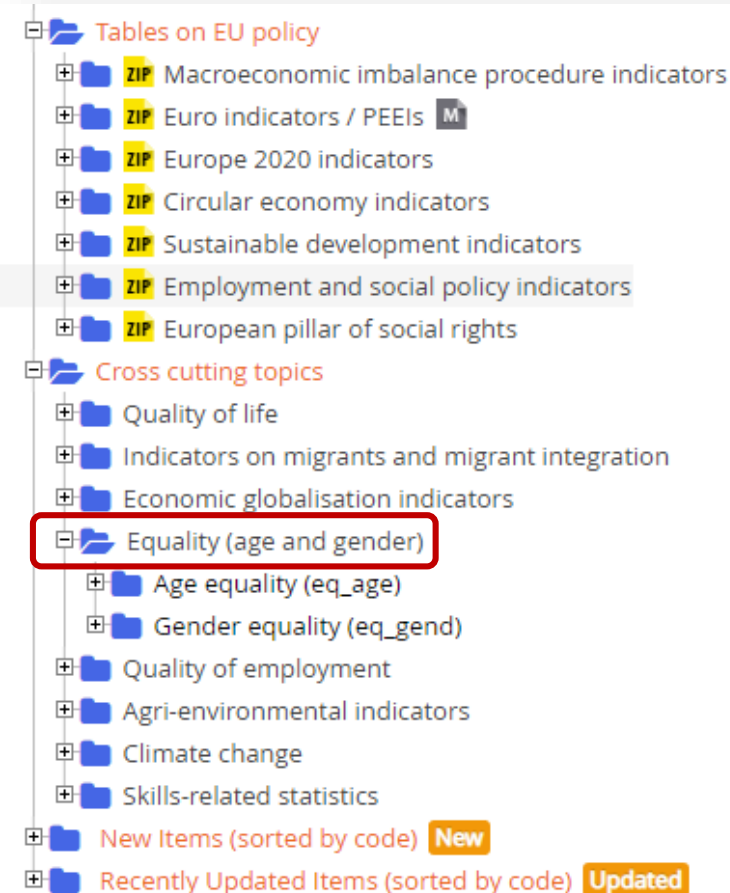 Tables on EU policy
ZIP Macroeconomic imbalance procedure indicators
ZIP Euro indicators / PEEIs M
ZIP Europe 2020 indicators
ZIP Circular economy indicators
ZIP Sustainable development indicators
ZIP Employment and social policy indicators
ZIP European pillar of social rights
Cross cutting topics
Quality of life
Indicators on migrants and migrant integration
Economic globalisation indicators
Equality (age and gender)
Age equality (eq_age)
Gender equality (eq_gend)
Quality of employment
Agri-environmental indicators
Climate change
Skills-related statistics
New Items (sorted by code) New
Recently Updated Items (sorted by code) Updated